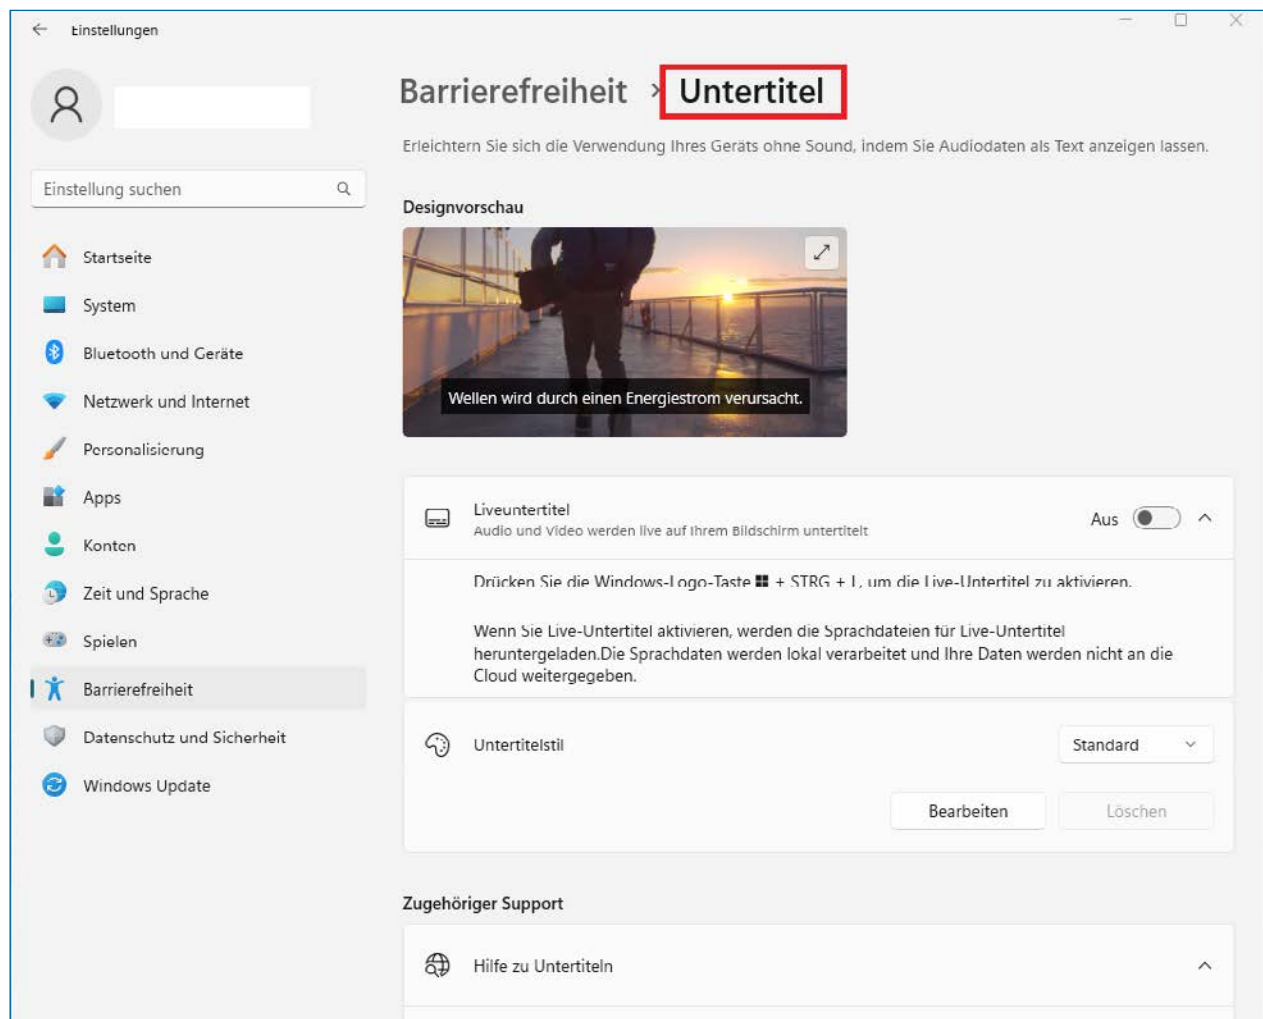 Einstellungen
Barrierefreiheit › Untertitel
Erleichtern Sie sich die Verwendung Ihres Geräts ohne Sound, indem Sie Audiodaten als Text anzeigen lassen.
Einstellung suchen
Startseite
System
Bluetooth und Geräte
Netzwerk und Internet
Personalisierung
Apps
Konten
Zeit und Sprache
Spielen
Barrierefreiheit
Datenschutz und Sicherheit
Windows Update
Designvorschau
Wellen wird durch einen Energiestrom verursacht.
Liveuntertitel
Audio und Video werden live auf Ihrem Bildschirm untertitelt
Aus
Drücken Sie die Windows-Logo-Taste + STRG + L, um die Live-Untertitel zu aktivieren.
Wenn Sie Live-Untertitel aktivieren, werden die Sprachdateien für Live-Untertitel
heruntergeladen.Die Sprachdaten werden lokal verarbeitet und Ihre Daten werden nicht an die
Cloud weitergegeben.
Untertitelstil
Standard
Bearbeiten
Löschen
Zugehöriger Support
Hilfe zu Untertiteln